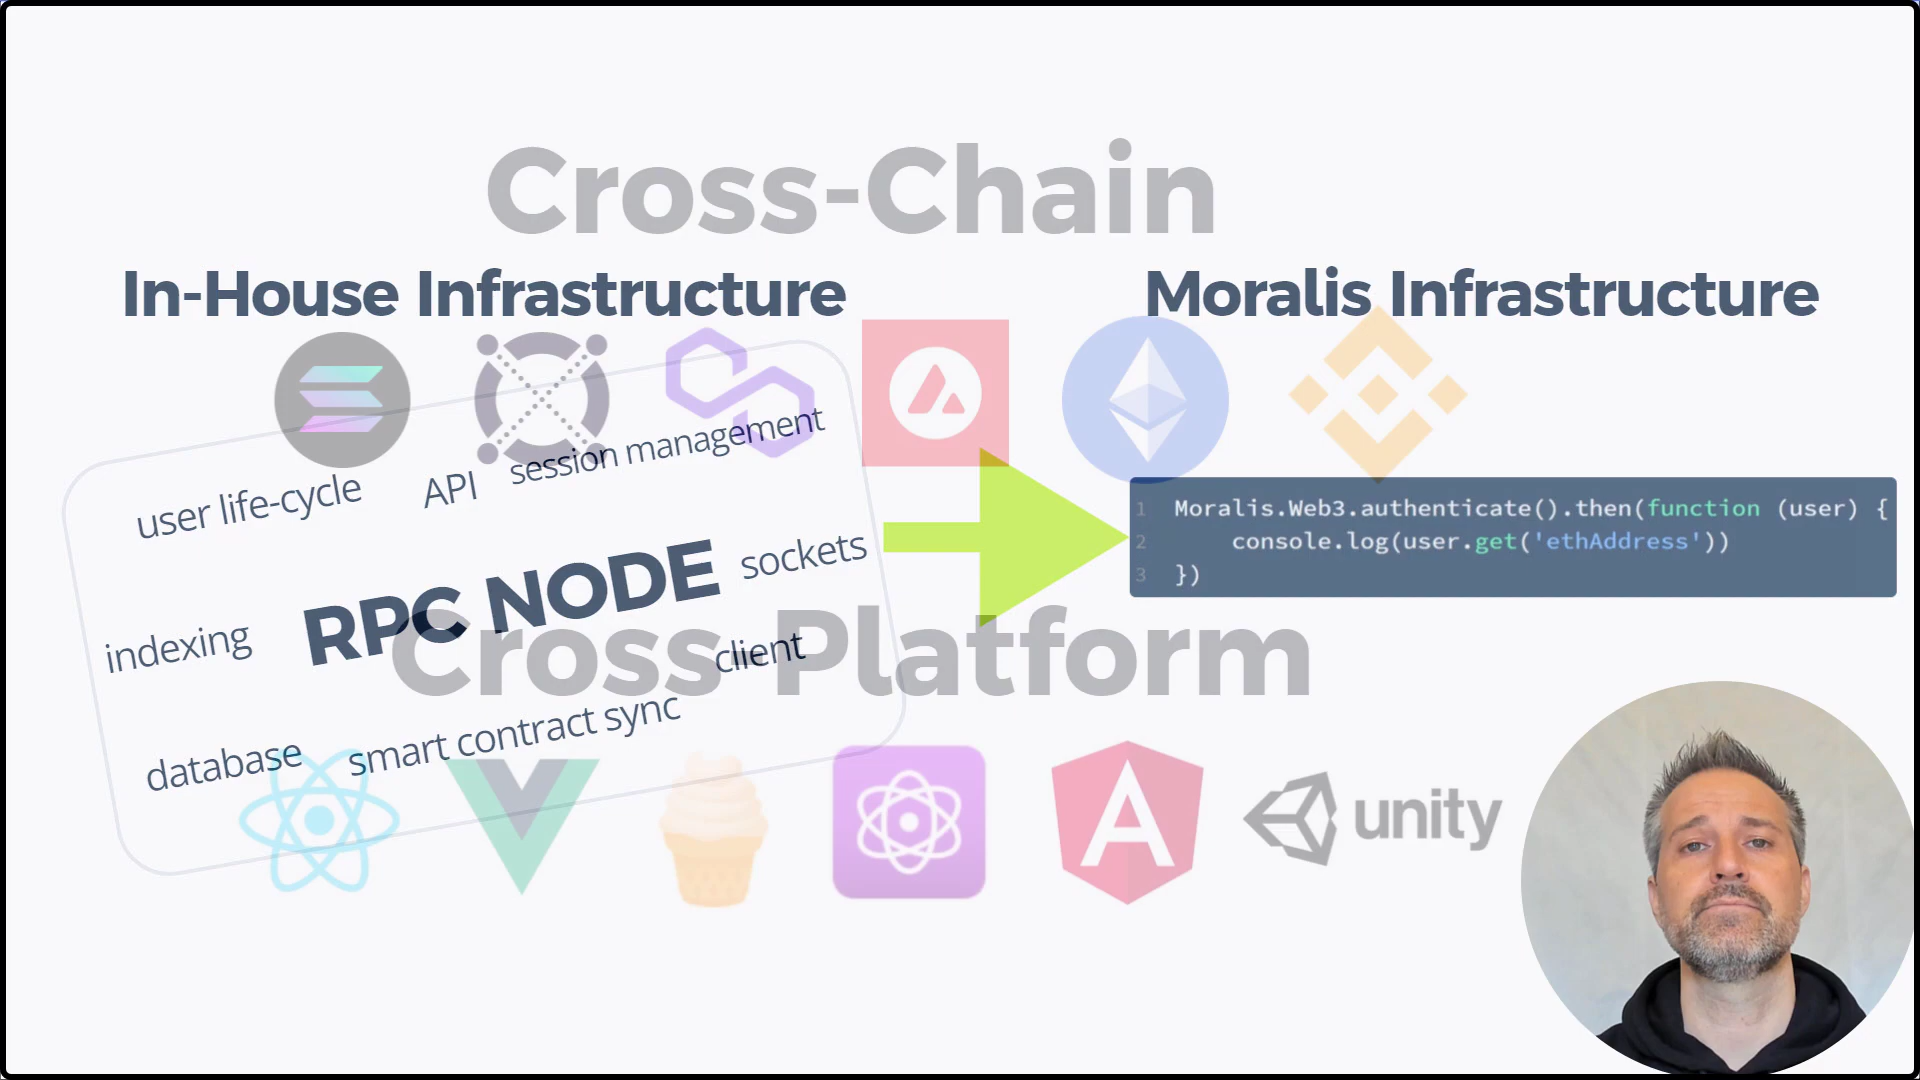 Cross-Chain
In-House Infrastructure
Moralis Infrastructure
user life-cycle
API
session management
RPC NODE
sockets
indexing
client
database
smart contract sync
1 Moralis.Web3.authenticate().then(function (user) {
2 console.log(user.get('ethAddress'))
3 })
Cross Platform
unity